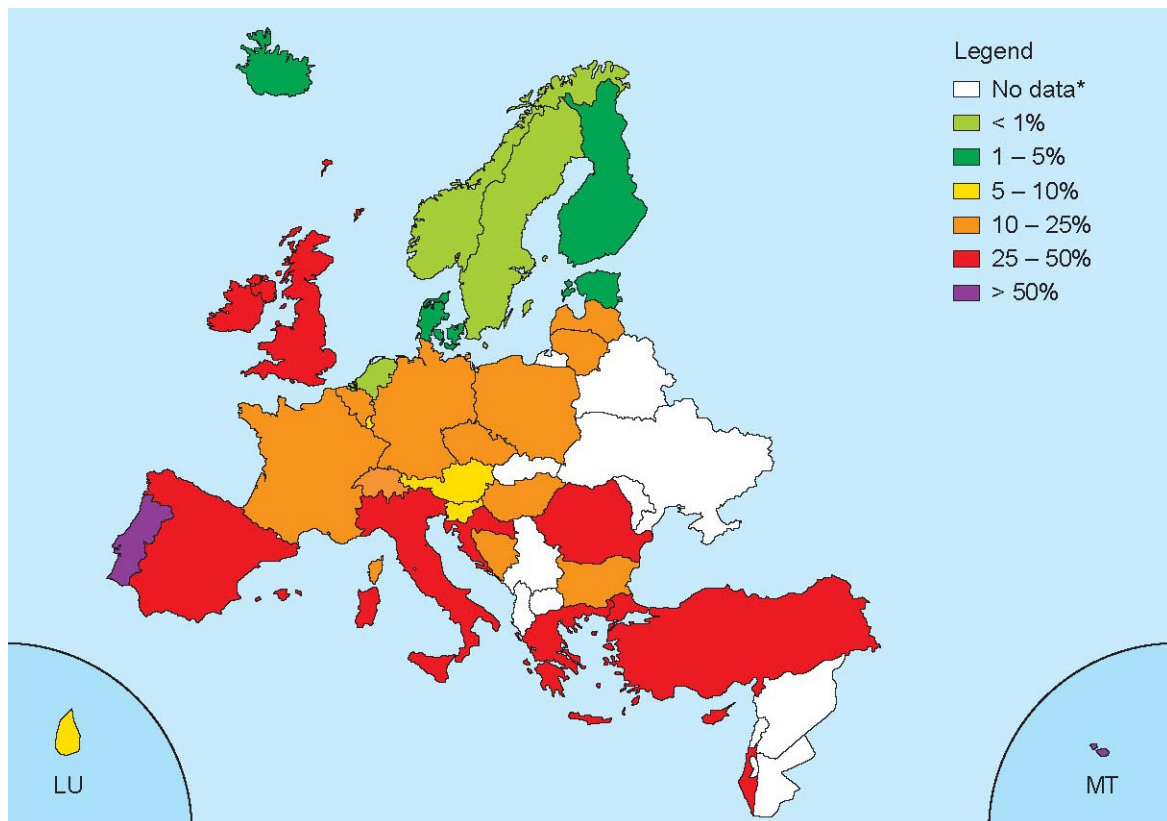 Legend
No data*
< 1%
1 – 5%
5 – 10%
10 – 25%
25 – 50%
> 50%
LU
MT